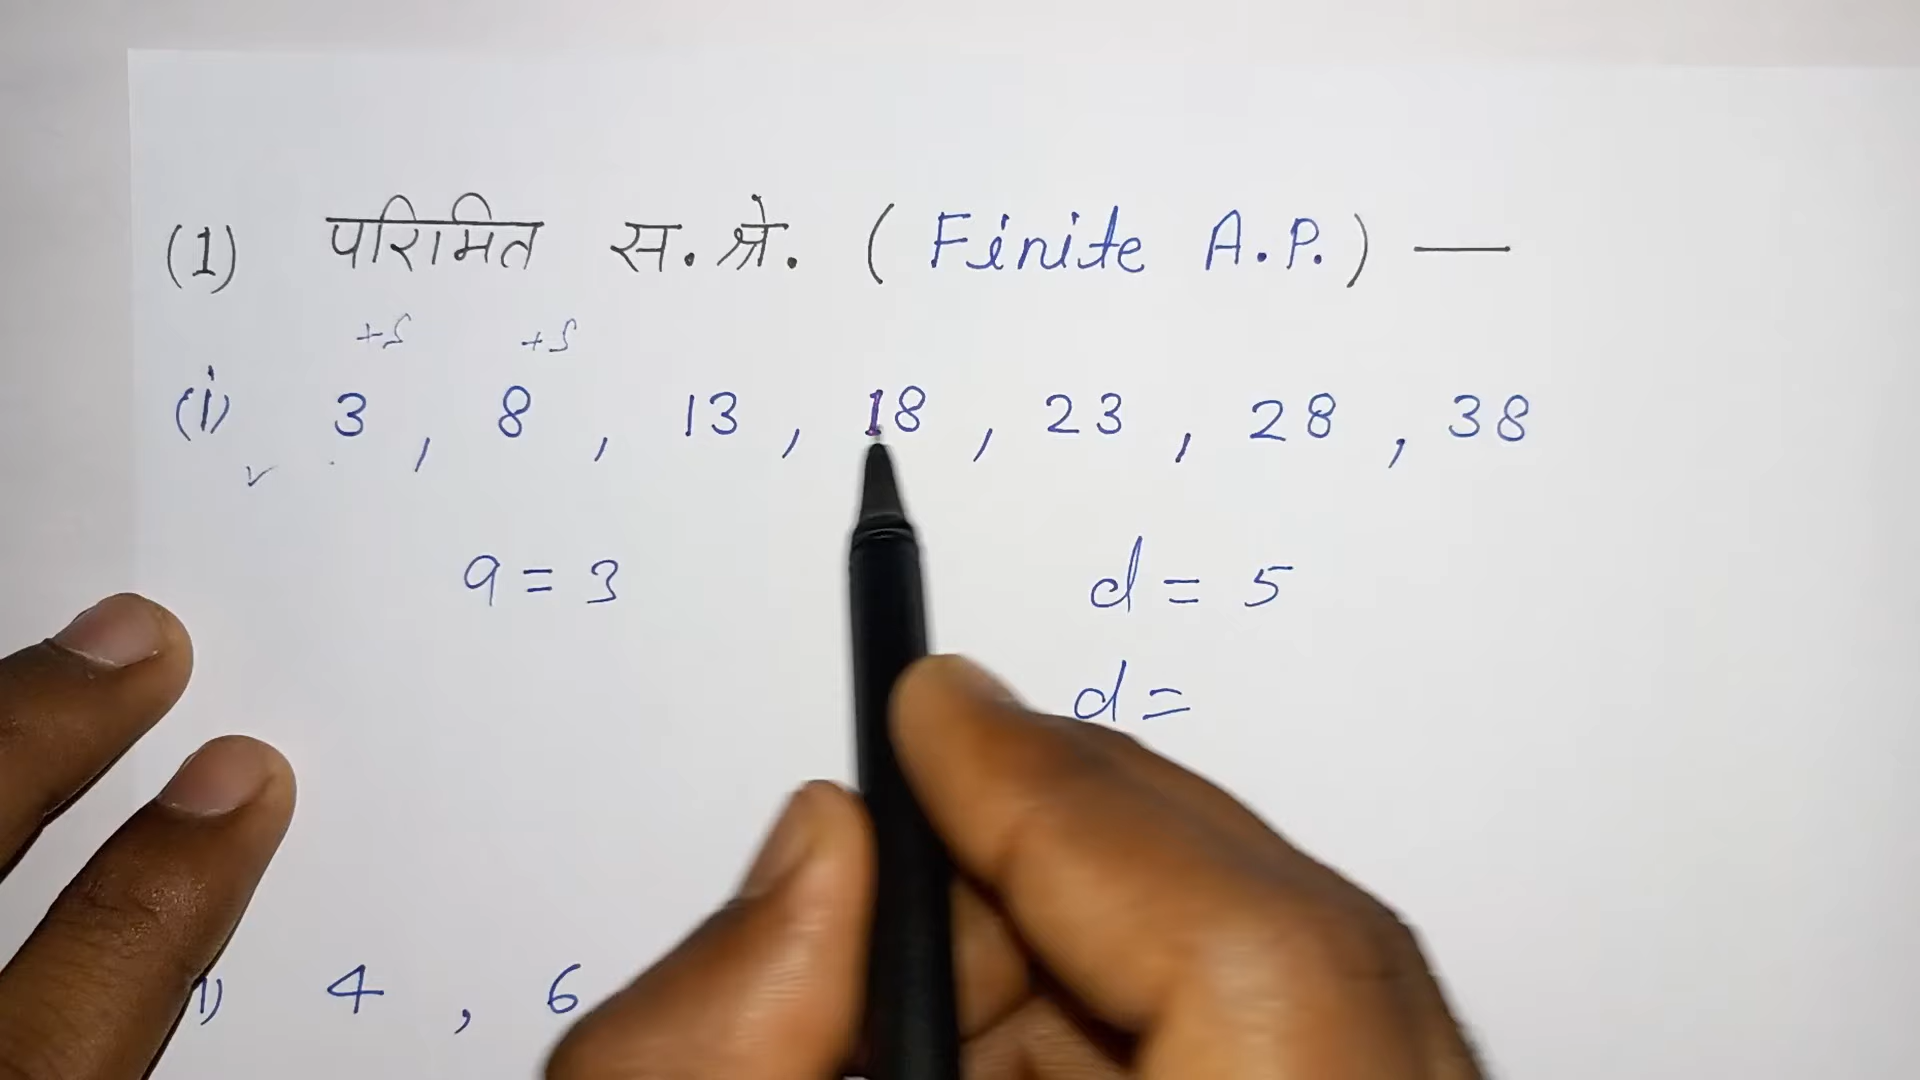 (1) परिमित स. श्रे. ( Finite A.P.) —
+5 +5
(i) 3 , 8 , 13 , 18 , 23 , 28 , 38
a = 3 d = 5
d =
4 , 6